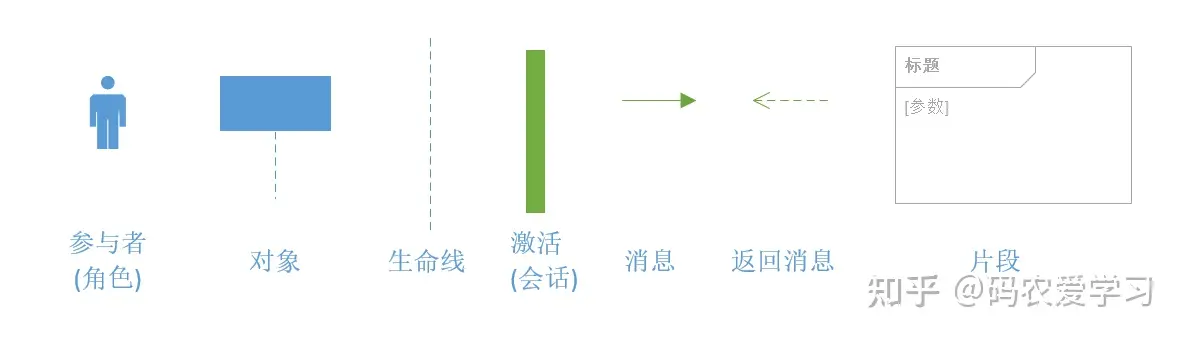 标题
[参数]
参与者
(角色)
对象
生命线
激活
(会话)
消息
返回消息
片段
知乎 @码农爱学习